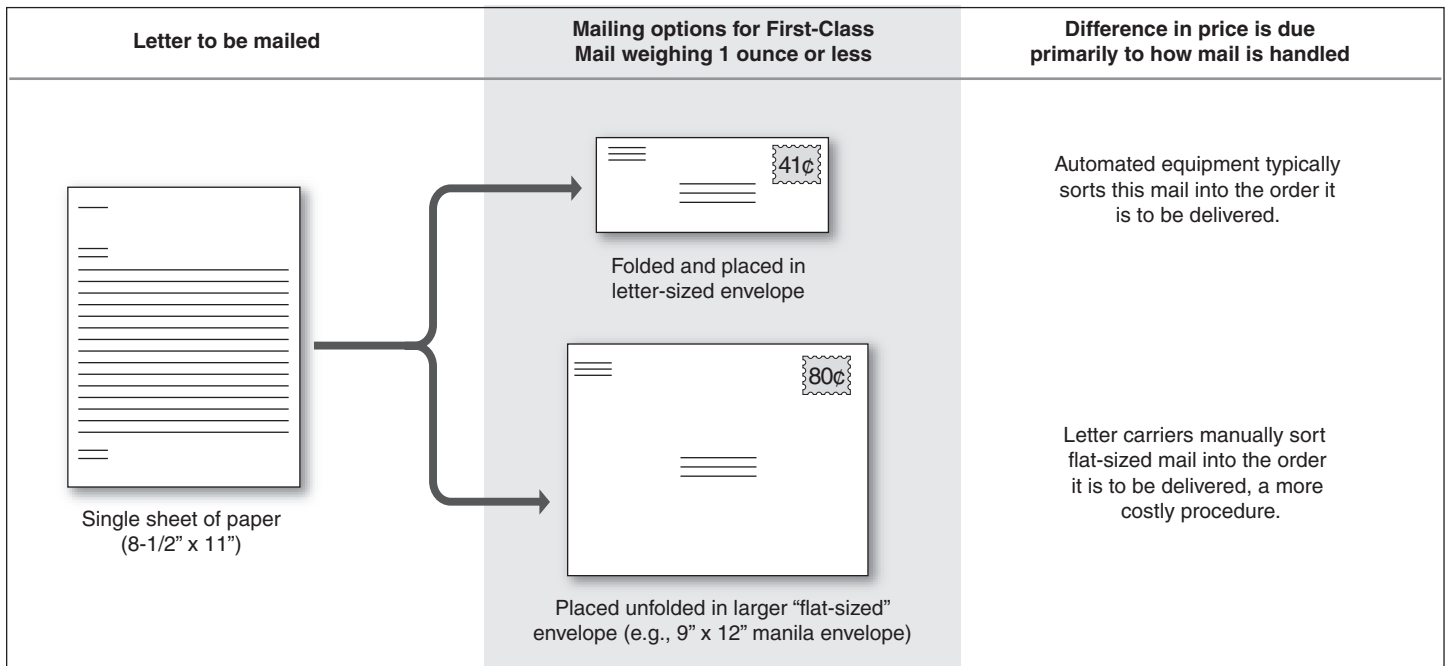 Letter to be mailed
Mailing options for First-Class
Mail weighing 1 ounce or less
Difference in price is due
primarily to how mail is handled
Single sheet of paper
(8-1/2” x 11”)
41¢
Folded and placed in
letter-sized envelope
Automated equipment typically
sorts this mail into the order it
is to be delivered.
80¢
Placed unfolded in larger “flat-sized”
envelope (e.g., 9” x 12” manila envelope)
Letter carriers manually sort
flat-sized mail into the order
it is to be delivered, a more
costly procedure.